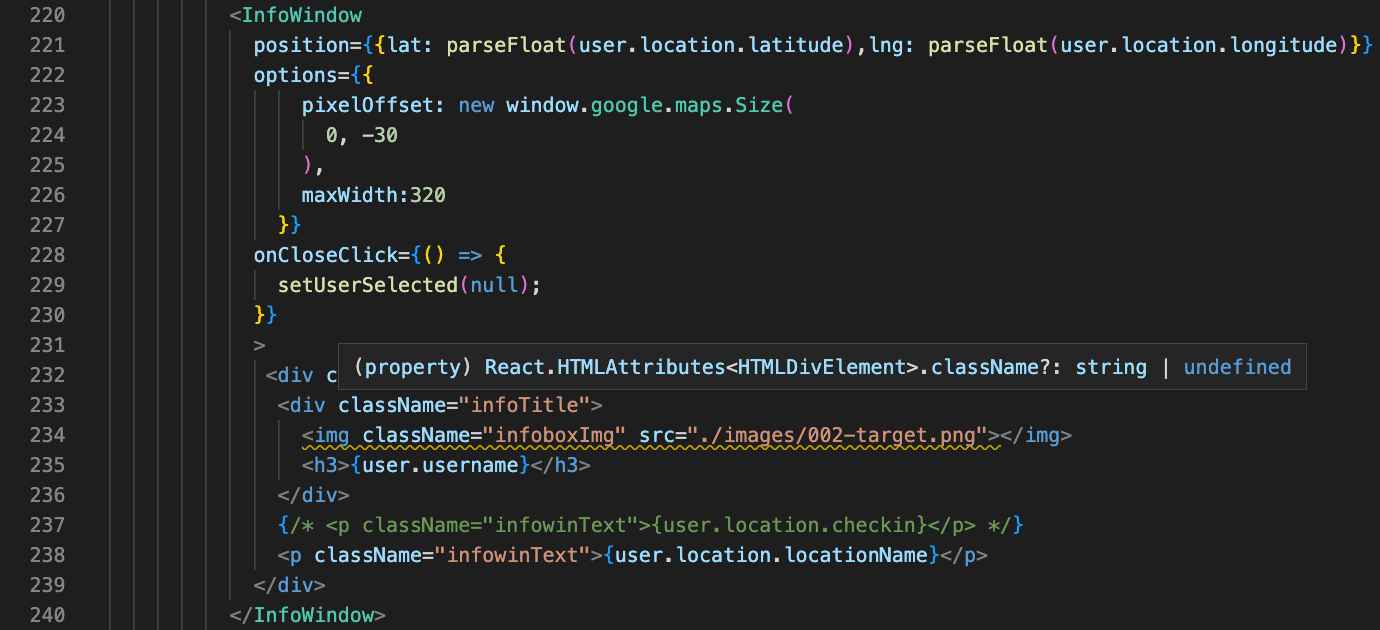 220 <InfoWindow
221 position={{lat: parseFloat(user.location.latitude),lng: parseFloat(user.location.longitude)}}
222 options={{
223 pixelOffset: new window.google.maps.Size(
224 0, -30
225 ),
226 maxWidth:320
227 }}
228 onCloseClick={() => {
229 setUserSelected(null);
230 }}
231 >
(property) React.HTMLAttributes<HTMLDivElement>.className?: string | undefined
232 <div c
233 <div className="infoTitle">
234 <img className="infoboxImg" src="./images/002-target.png"></img>
235 <h3>{user.username}</h3>
236 </div>
237 {/* <p className="infowinText">{user.location.checkin}</p> */}
238 <p className="infowinText">{user.location.locationName}</p>
239 </div>
240 </InfoWindow>